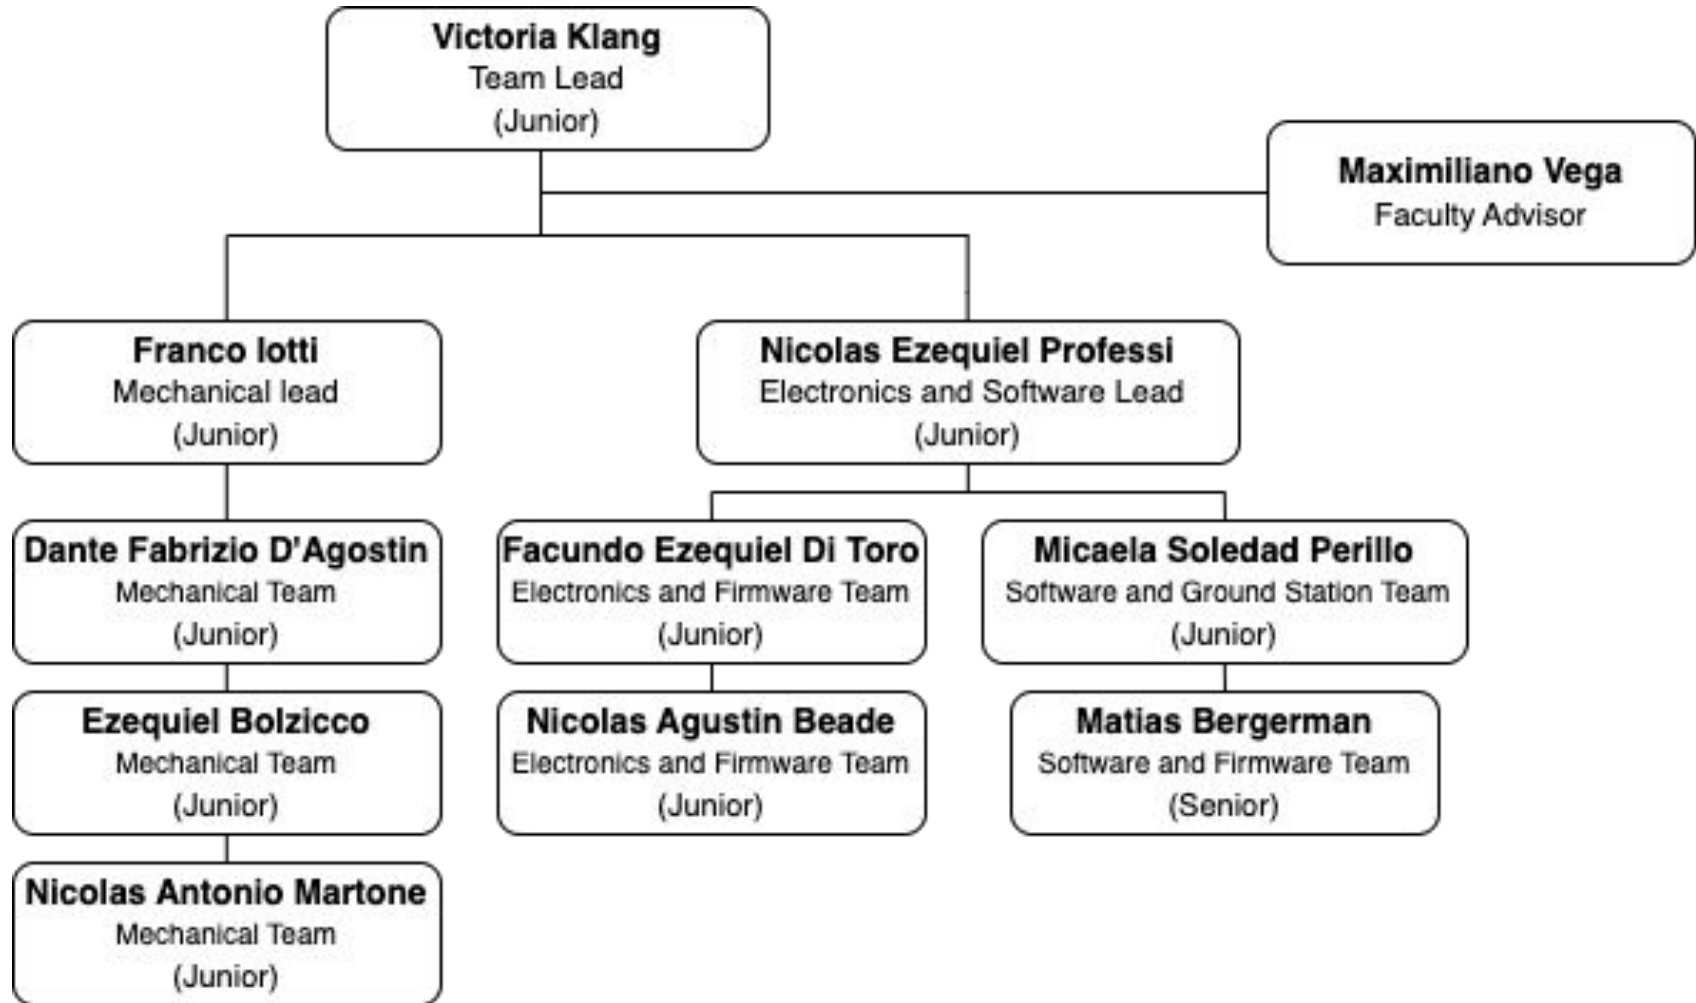 Victoria Klang
Team Lead
(Junior)
Maximiliano Vega
Faculty Advisor
Franco Iotti
Mechanical lead
(Junior)
Nicolas Ezequiel Professi
Electronics and Software Lead
(Junior)
Dante Fabrizio D'Agostin
Mechanical Team
(Junior)
Facundo Ezequiel Di Toro
Electronics and Firmware Team
(Junior)
Micaela Soledad Perillo
Software and Ground Station Team
(Junior)
Ezequiel Bolzicco
Mechanical Team
(Junior)
Nicolas Agustin Beade
Electronics and Firmware Team
(Junior)
Matias Bergerman
Software and Firmware Team
(Senior)
Nicolas Antonio Martone
Mechanical Team
(Junior)